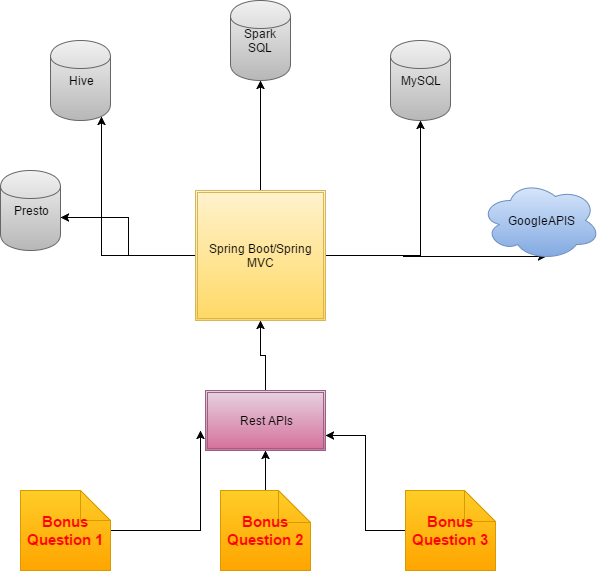 Spark
SQL
Hive
MySQL
Presto
GoogleAPIS
Spring Boot/Spring
MVC
Rest APIs
Bonus
Question 1
Bonus
Question 2
Bonus
Question 3